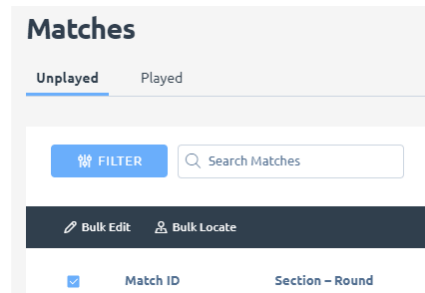 Matches
Unplayed Played
FILTER Search Matches
Bulk Edit Bulk Locate
Match ID Section – Round